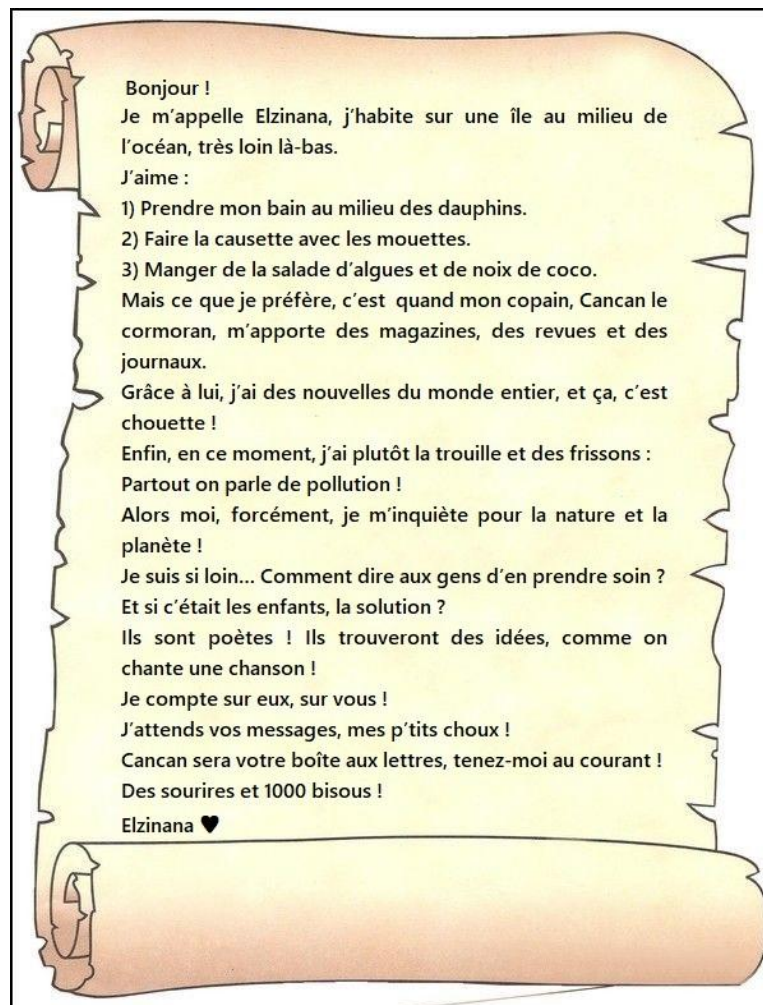 Bonjour !
Je m'appelle Elzinana, j'habite sur une île au milieu de
l'océan, très loin là-bas.
J'aime :
1) Prendre mon bain au milieu des dauphins.
2) Faire la causette avec les mouettes.
3) Manger de la salade d'algues et de noix de coco.
Mais ce que je préfère, c'est  quand mon copain, Cancan le
cormoran, m'apporte des magazines, des revues et des
journaux.
Grâce à lui, j'ai des nouvelles du monde entier, et ça, c'est
chouette !
Enfin, en ce moment, j'ai plutôt la trouille et des frissons :
Partout on parle de pollution !
Alors moi, forcément, je m'inquiète pour la nature et la
planète !
Je suis si loin... Comment dire aux gens d'en prendre soin ?
Et si c'était les enfants, la solution ?
Ils sont poètes ! Ils trouveront des idées, comme on
chante une chanson !
Je compte sur eux, sur vous !
J'attends vos messages, mes p'tits choux !
Cancan sera votre boîte aux lettres, tenez-moi au courant !
Des sourires et 1000 bisous !
Elzinana ♥